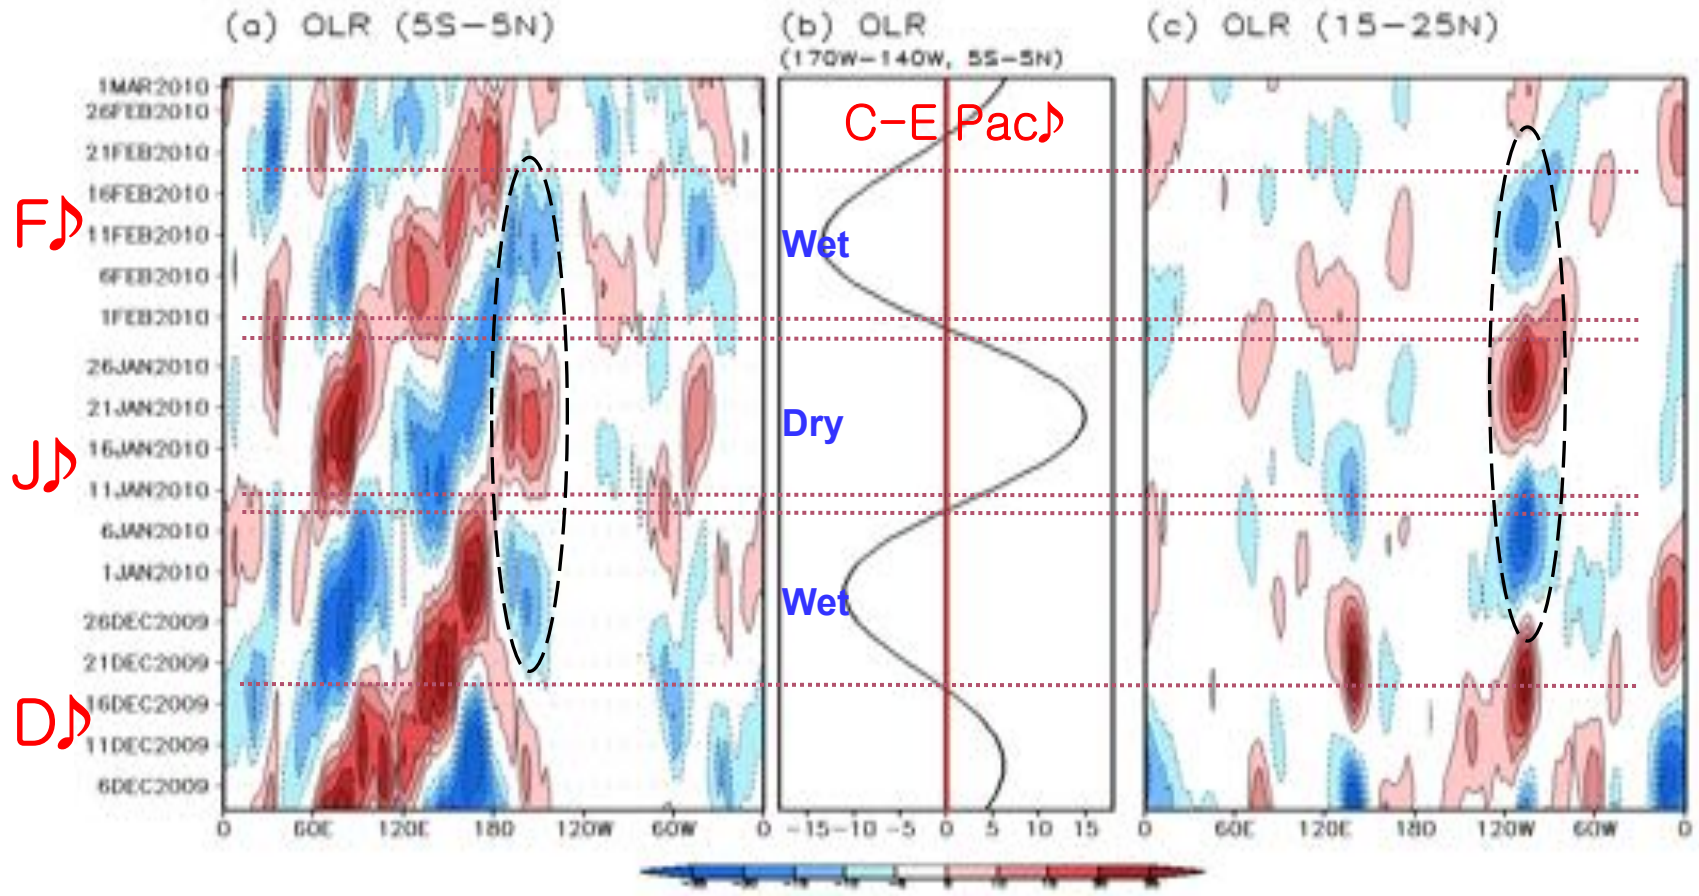 (a) OLR (5S-5N)
(b) OLR
(170W-140W, 5S-5N)
(c) OLR (15-25N)
1MAR2010
26FEB2010
21FEB2010
16FEB2010
11FEB2010
6FEB2010
1FEB2010
26JAN2010
21JAN2010
16JAN2010
11JAN2010
6JAN2010
1JAN2010
26DEC2009
21DEC2009
16DEC2009
11DEC2009
6DEC2009
F♪
J♪
D♪
C-E Pac♪
Wet
Dry
Wet
0 60E 120E 180 120W 60W 0
-15 -10 -5 0 5 10 15
0 60E 120E 180 120W 60W 0